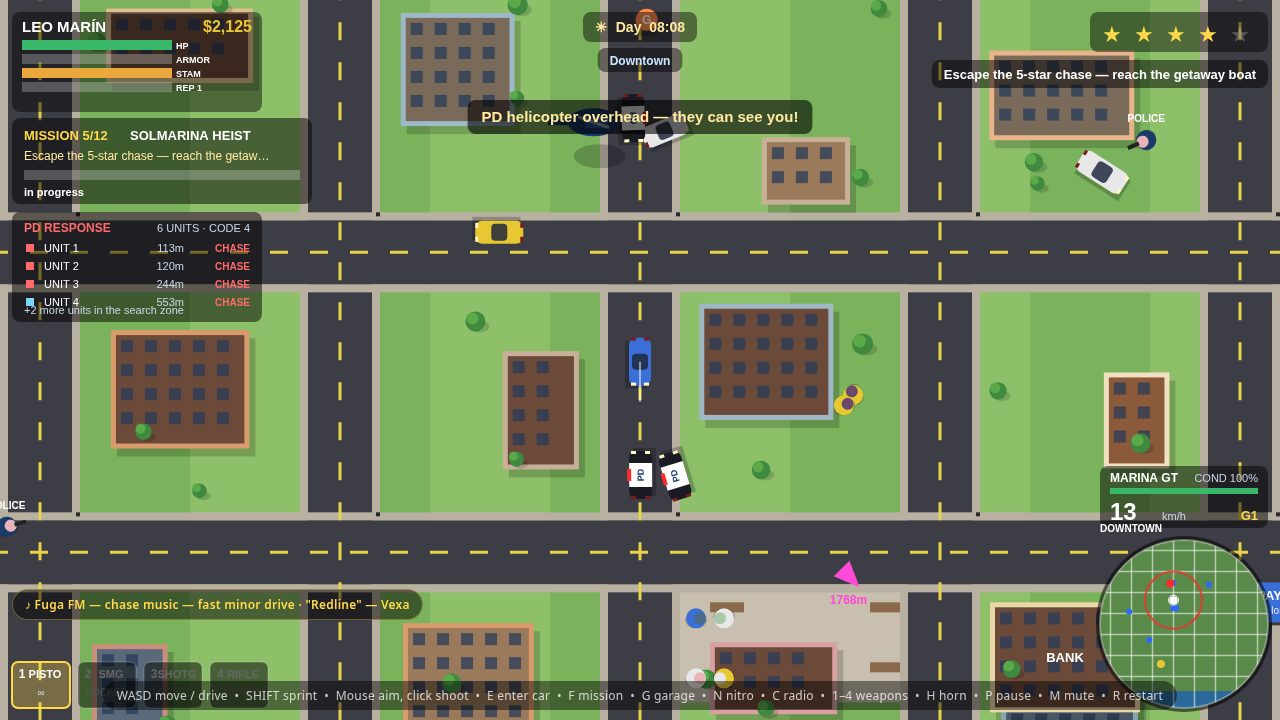 LEO MARÍN
$2,125
HP
ARMOR
STAM
REP 1
G
☀ Day 08:08
Downtown
★ ★ ★ ★ ★
Escape the 5-star chase — reach the getaway boat
PD helicopter overhead — they can see you!
POLICE
MISSION 5/12 SOLMARINA HEIST
Escape the 5-star chase — reach the getaw…
in progress
PD RESPONSE 6 UNITS · CODE 4
UNIT 1 113m CHASE
UNIT 2 120m CHASE
UNIT 3 244m CHASE
UNIT 4 553m CHASE
+2 more units in the search zone
PD
PD
MARINA GT COND 100%
13 km/h G1
DOWNTOWN
OLICE
1768m
♪ Fuga FM — chase music — fast minor drive · "Redline" — Vexa
BANK
1 PISTO
∞
2 SMG
3SHOTG
4 RIFLE
WASD move / drive • SHIFT sprint • Mouse aim, click shoot • E enter car • F mission • G garage • N nitro • C radio • 1–4 weapons • H horn • P pause • M mute • R restart